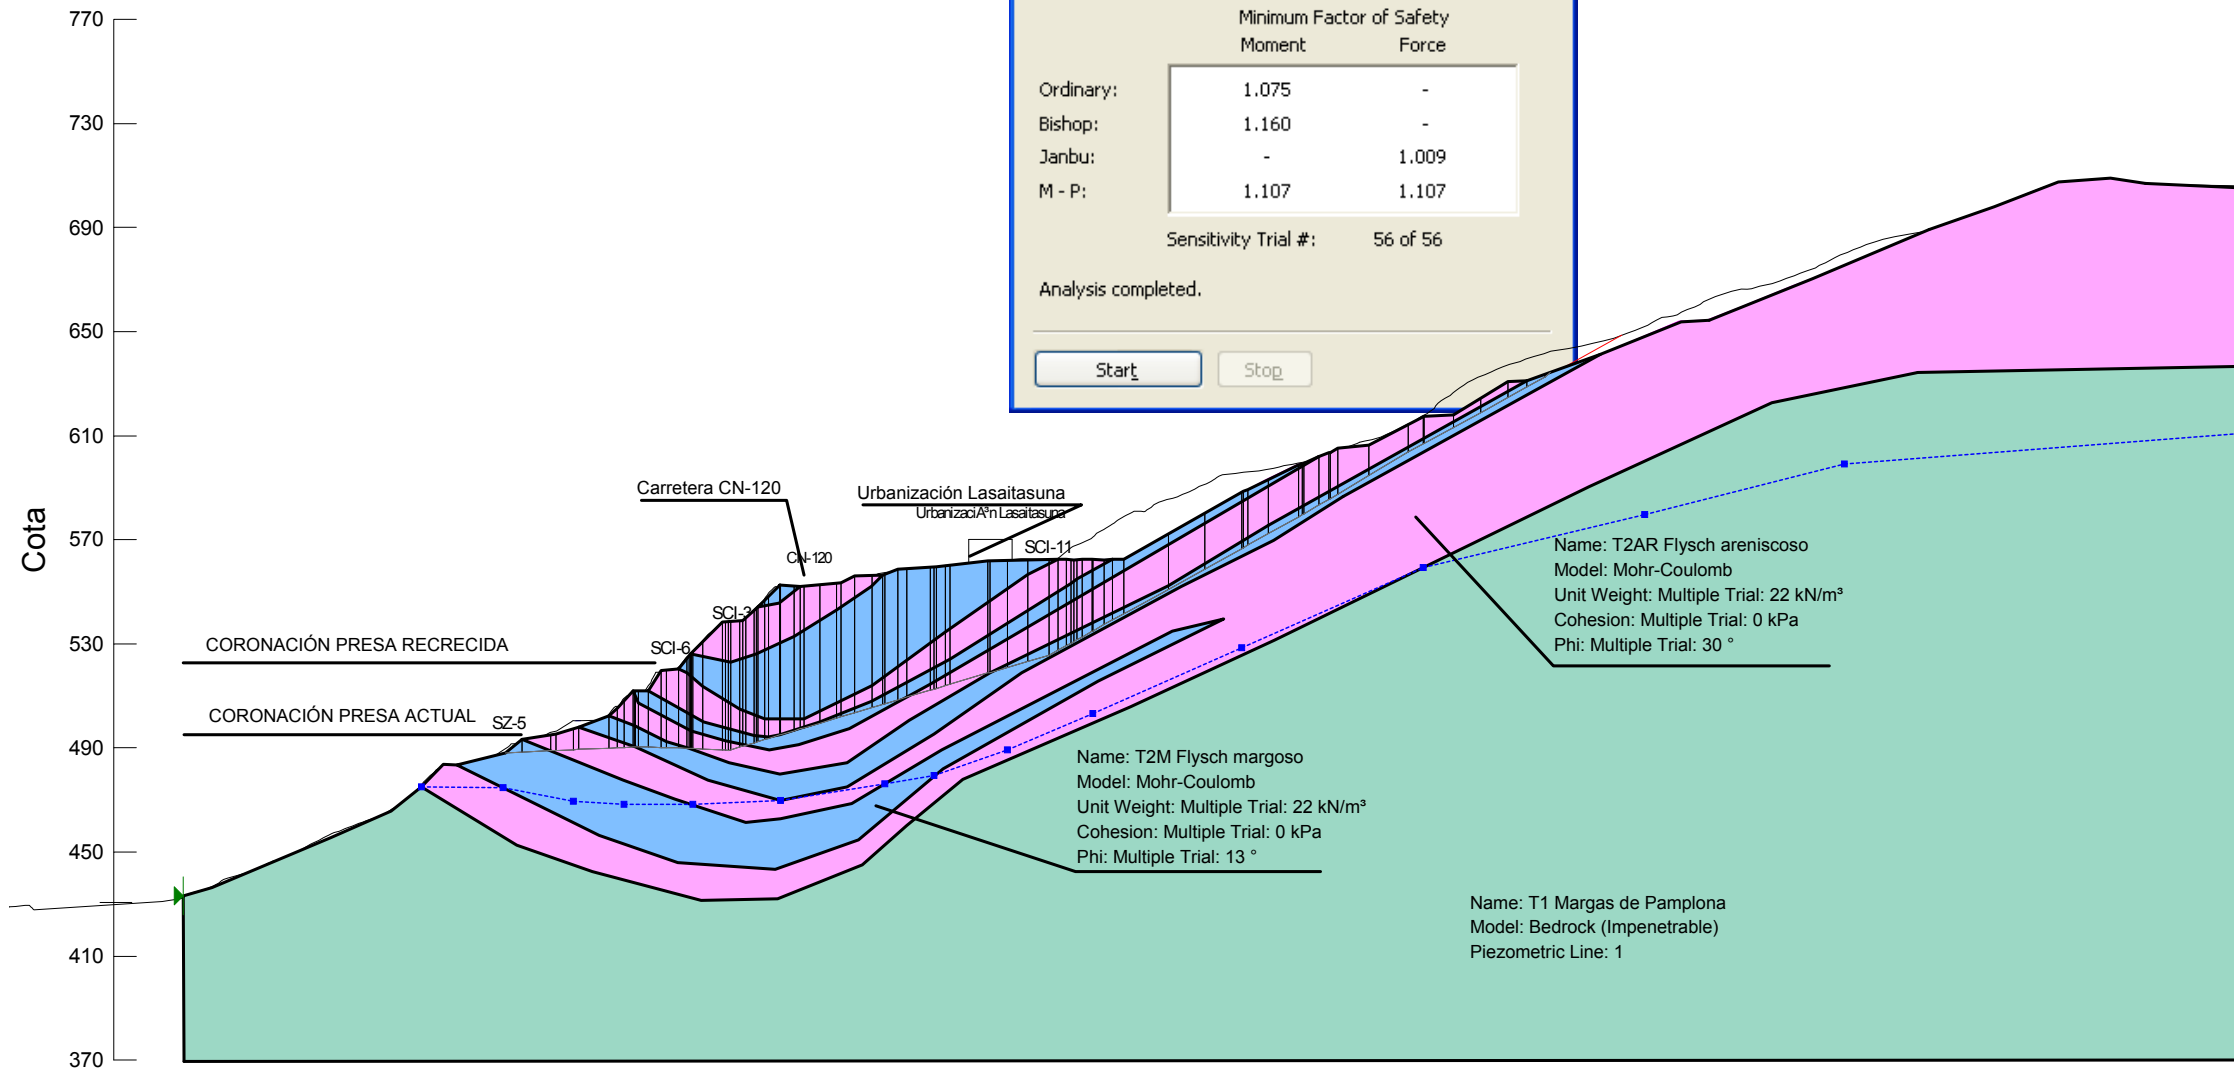 770
730
690
650
610
570
530
490
450
410
370
Cota
Minimum Factor of Safety
Moment Force
Ordinary: 1.075 -
Bishop: 1.160 -
Janbu: - 1.009
M - P: 1.107 1.107
Sensitivity Trial #: 56 of 56
Analysis completed.
Start Stop
Carretera CN-120
Urbanización Lasaitasuna
UrbanizaciÃ³n Lasaitasuna
CN-120
SCI-11
SCI-3
SCI-6
CORONACIÓN PRESA RECRECIDA
CORONACIÓN PRESA ACTUAL
SZ-5
Name: T2AR Flysch areniscoso
Model: Mohr-Coulomb
Unit Weight: Multiple Trial: 22 kN/m³
Cohesion: Multiple Trial: 0 kPa
Phi: Multiple Trial: 30 °
Name: T2M Flysch margoso
Model: Mohr-Coulomb
Unit Weight: Multiple Trial: 22 kN/m³
Cohesion: Multiple Trial: 0 kPa
Phi: Multiple Trial: 13 °
Name: T1 Margas de Pamplona
Model: Bedrock (Impenetrable)
Piezometric Line: 1